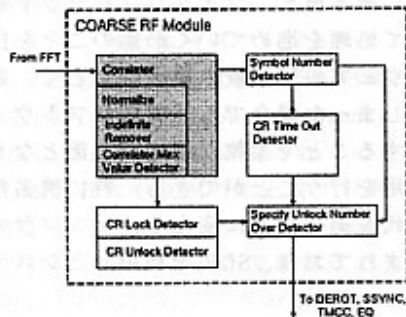 COARSE RF Module
From FFT
Correlator
Normalize
Indefinite
Remover
Correlator Max
Value Detector
Symbol Number
Detector
CR Time Out
Detector
CR Lock Detector
CR Unlock Detector
Specify Unlock Number
Over Detector
To DEROT, SSYNC,
TMCC, EQ